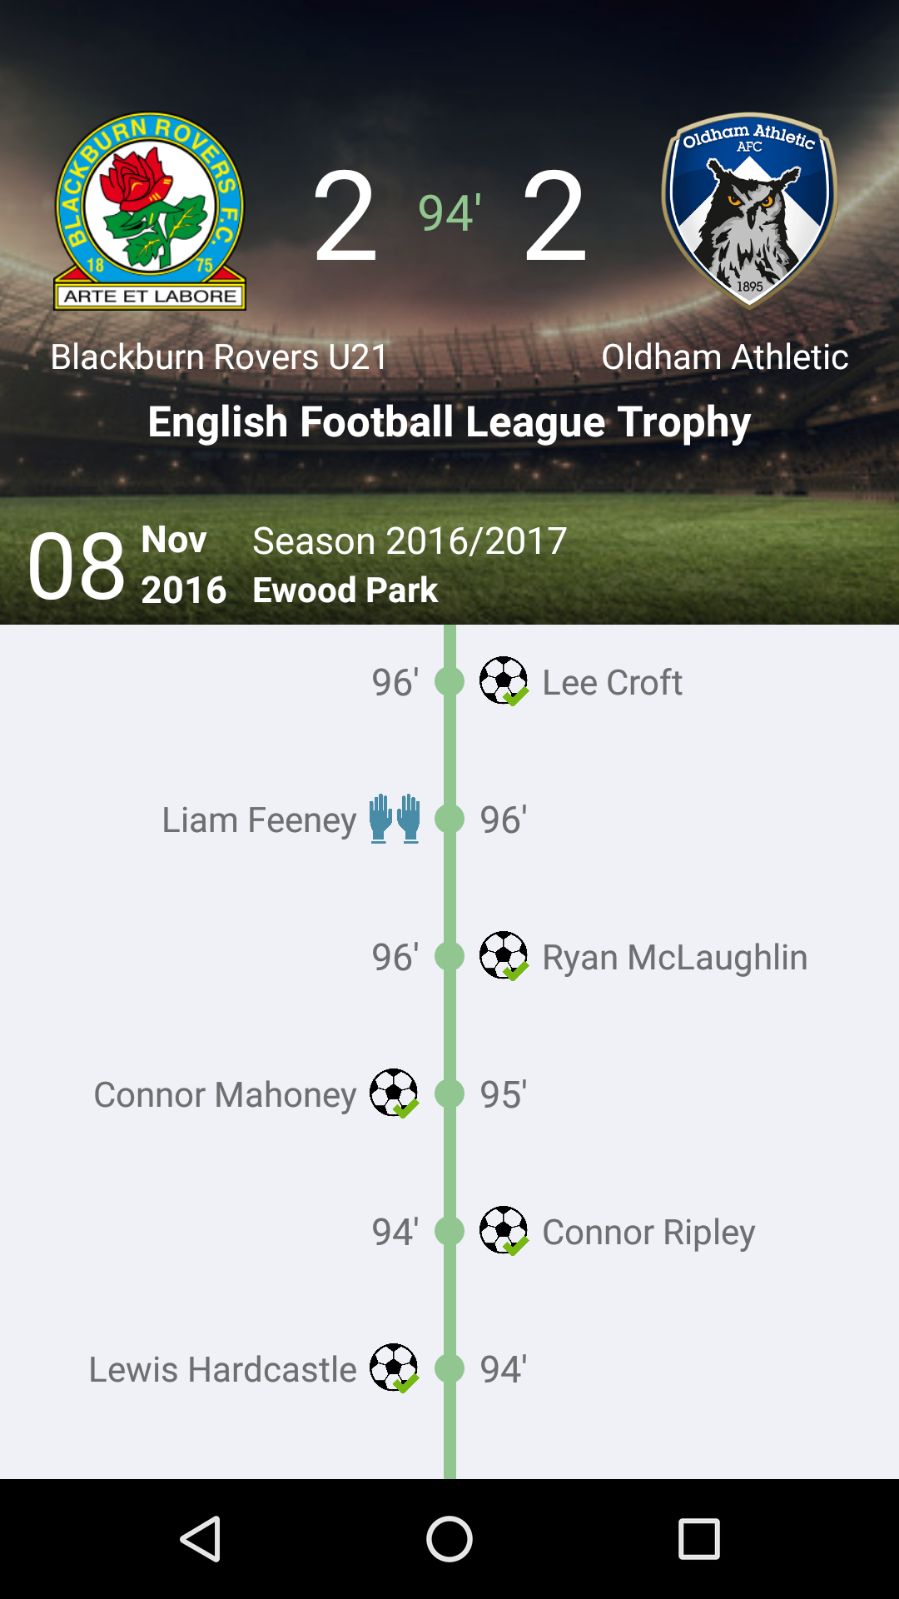 BLACKBURN ROVERS F.C.
18 75
ARTE ET LABORE
2 94' 2
Oldham Athletic
AFC
1895
Blackburn Rovers U21
Oldham Athletic
English Football League Trophy
08 Nov 2016
Season 2016/2017
Ewood Park
96' Lee Croft
Liam Feeney 96'
96' Ryan McLaughlin
Connor Mahoney 95'
94' Connor Ripley
Lewis Hardcastle 94'